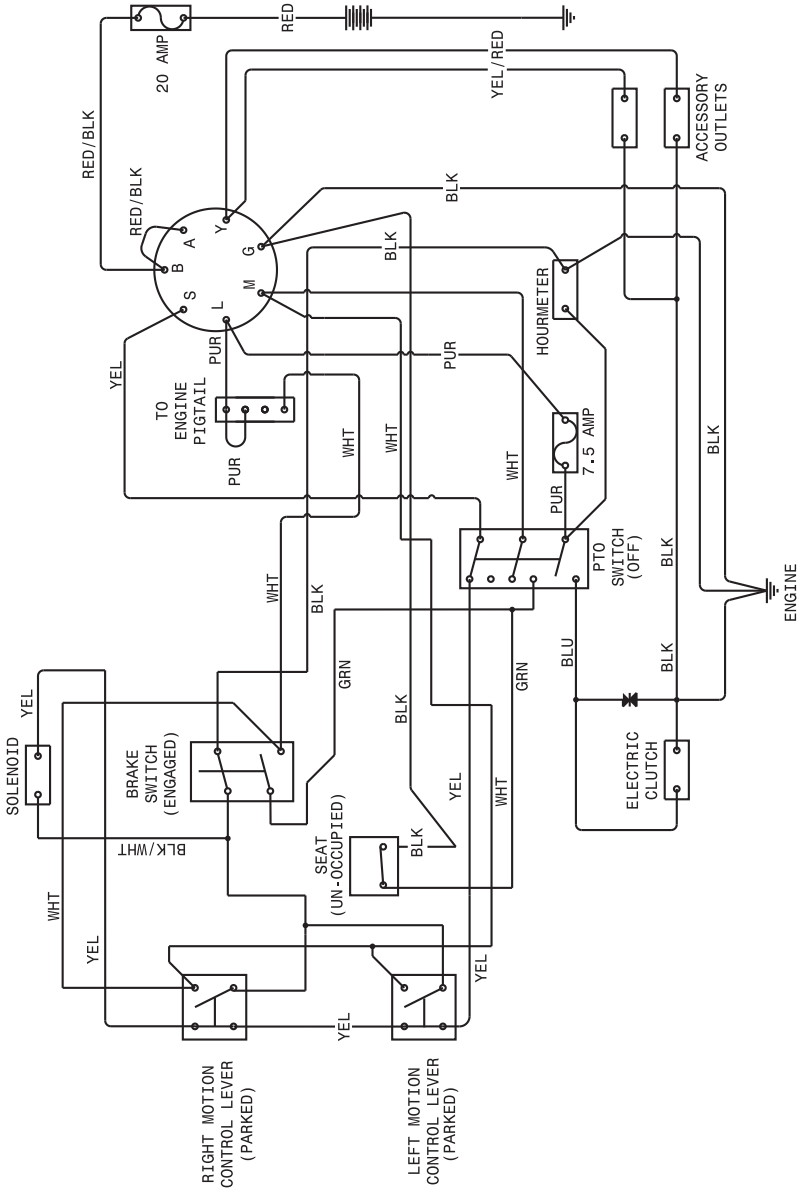 RED
20 AMP
RED/BLK
YEL/RED
ACCESSORY
OUTLETS
RED/BLK
BLK
A
Y
B
G
S
M
L
BLK
HOURMETER
YEL
PUR
PUR
TO
ENGINE
PIGTAIL
PUR
WHT
WHT
WHT
7.5 AMP
PUR
BLK
PTO
SWITCH
(OFF)
BLK
ENGINE
WHT
BLK
GRN
BLK
GRN
BLU
BLK
YEL
SOLENOID
BRAKE
SWITCH
(ENGAGED)
BLK/WHT
YEL
WHT
ELECTRIC
CLUTCH
SEAT
(UN-OCCUPIED)
BLK
WHT
YEL
YEL
YEL
RIGHT MOTION
CONTROL LEVER
(PARKED)
LEFT MOTION
CONTROL LEVER
(PARKED)